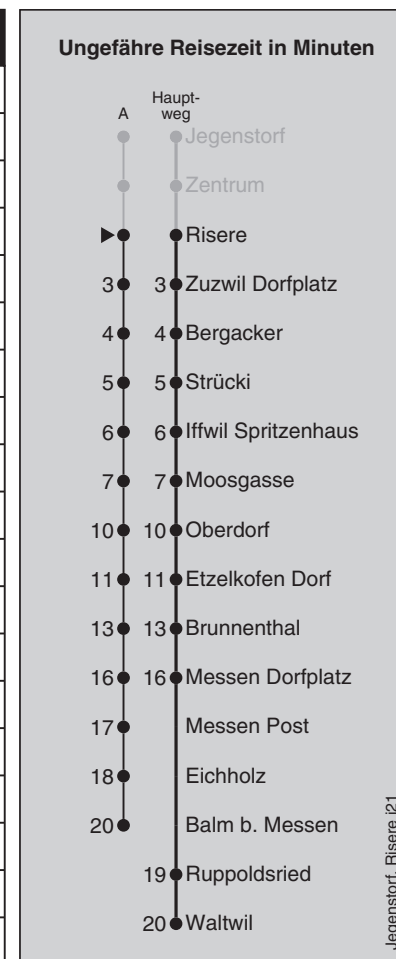 Ungefähre Reisezeit in Minuten
A Haupt-
weg
Jegenstorf
Zentrum
Risere
3 3 Zuzwil Dorfplatz
4 4 Bergacker
5 5 Strücki
6 6 Iffwil Spritzenhaus
7 7 Moosgasse
10 10 Oberdorf
11 11 Etzelkofen Dorf
13 13 Brunnenthal
16 16 Messen Dorfplatz
17 Messen Post
18 Eichholz
20 Balm b. Messen
19 Ruppoldsried
20 Waltwil
Jegenstorf, Risere j21